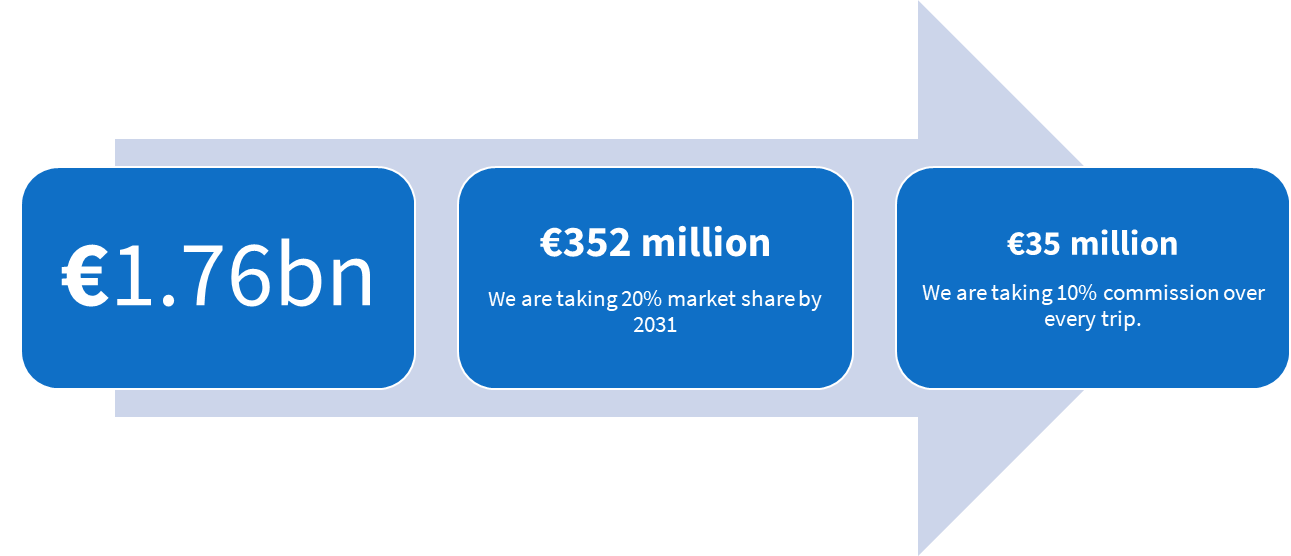 €1.76bn
€352 million
We are taking 20% market share by
2031
€35 million
We are taking 10% commission over
every trip.